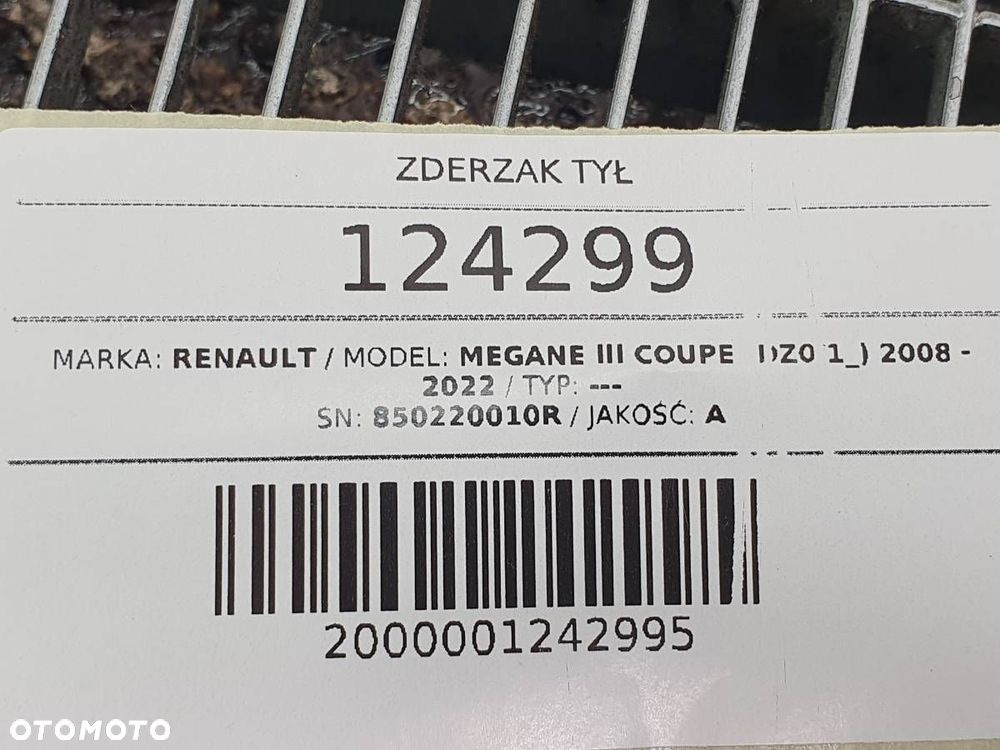 ZDERZAK TYŁ
124299
MARKA: RENAULT / MODEL: MEGANE III COUPE DZ0 1_) 2008 -
2022 / TYP: ---
SN: 850220010R / JAKOŚĆ: A
2000001242995
OTOMOTO